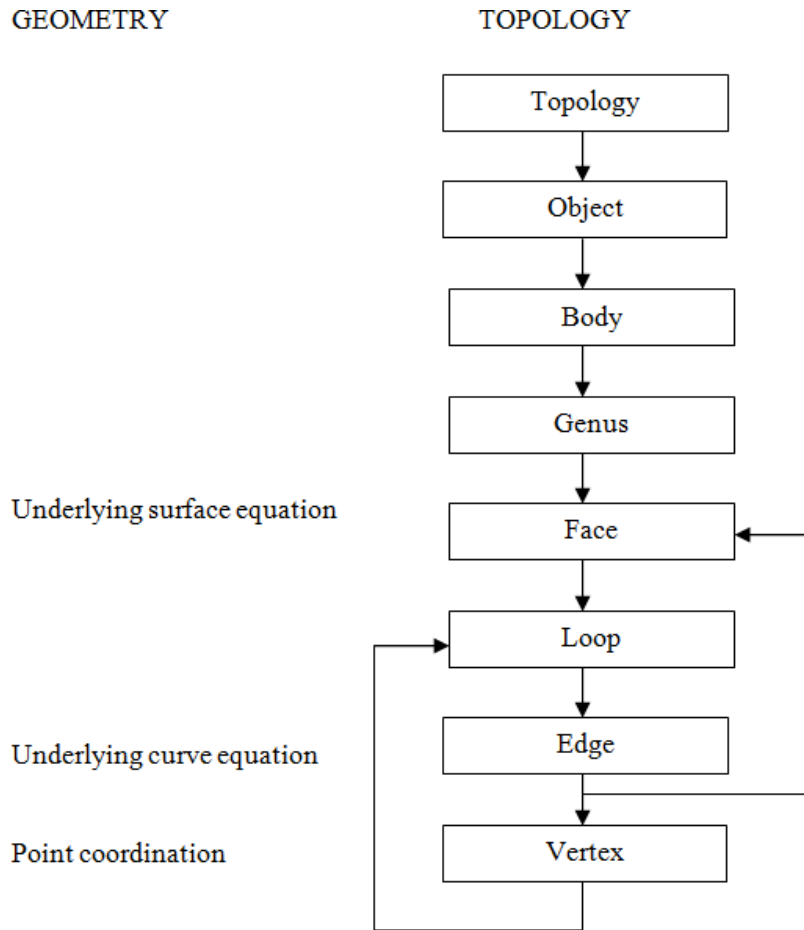 GEOMETRY TOPOLOGY
Topology
Object
Body
Genus
Underlying surface equation
Face
Loop
Underlying curve equation
Edge
Point coordination
Vertex